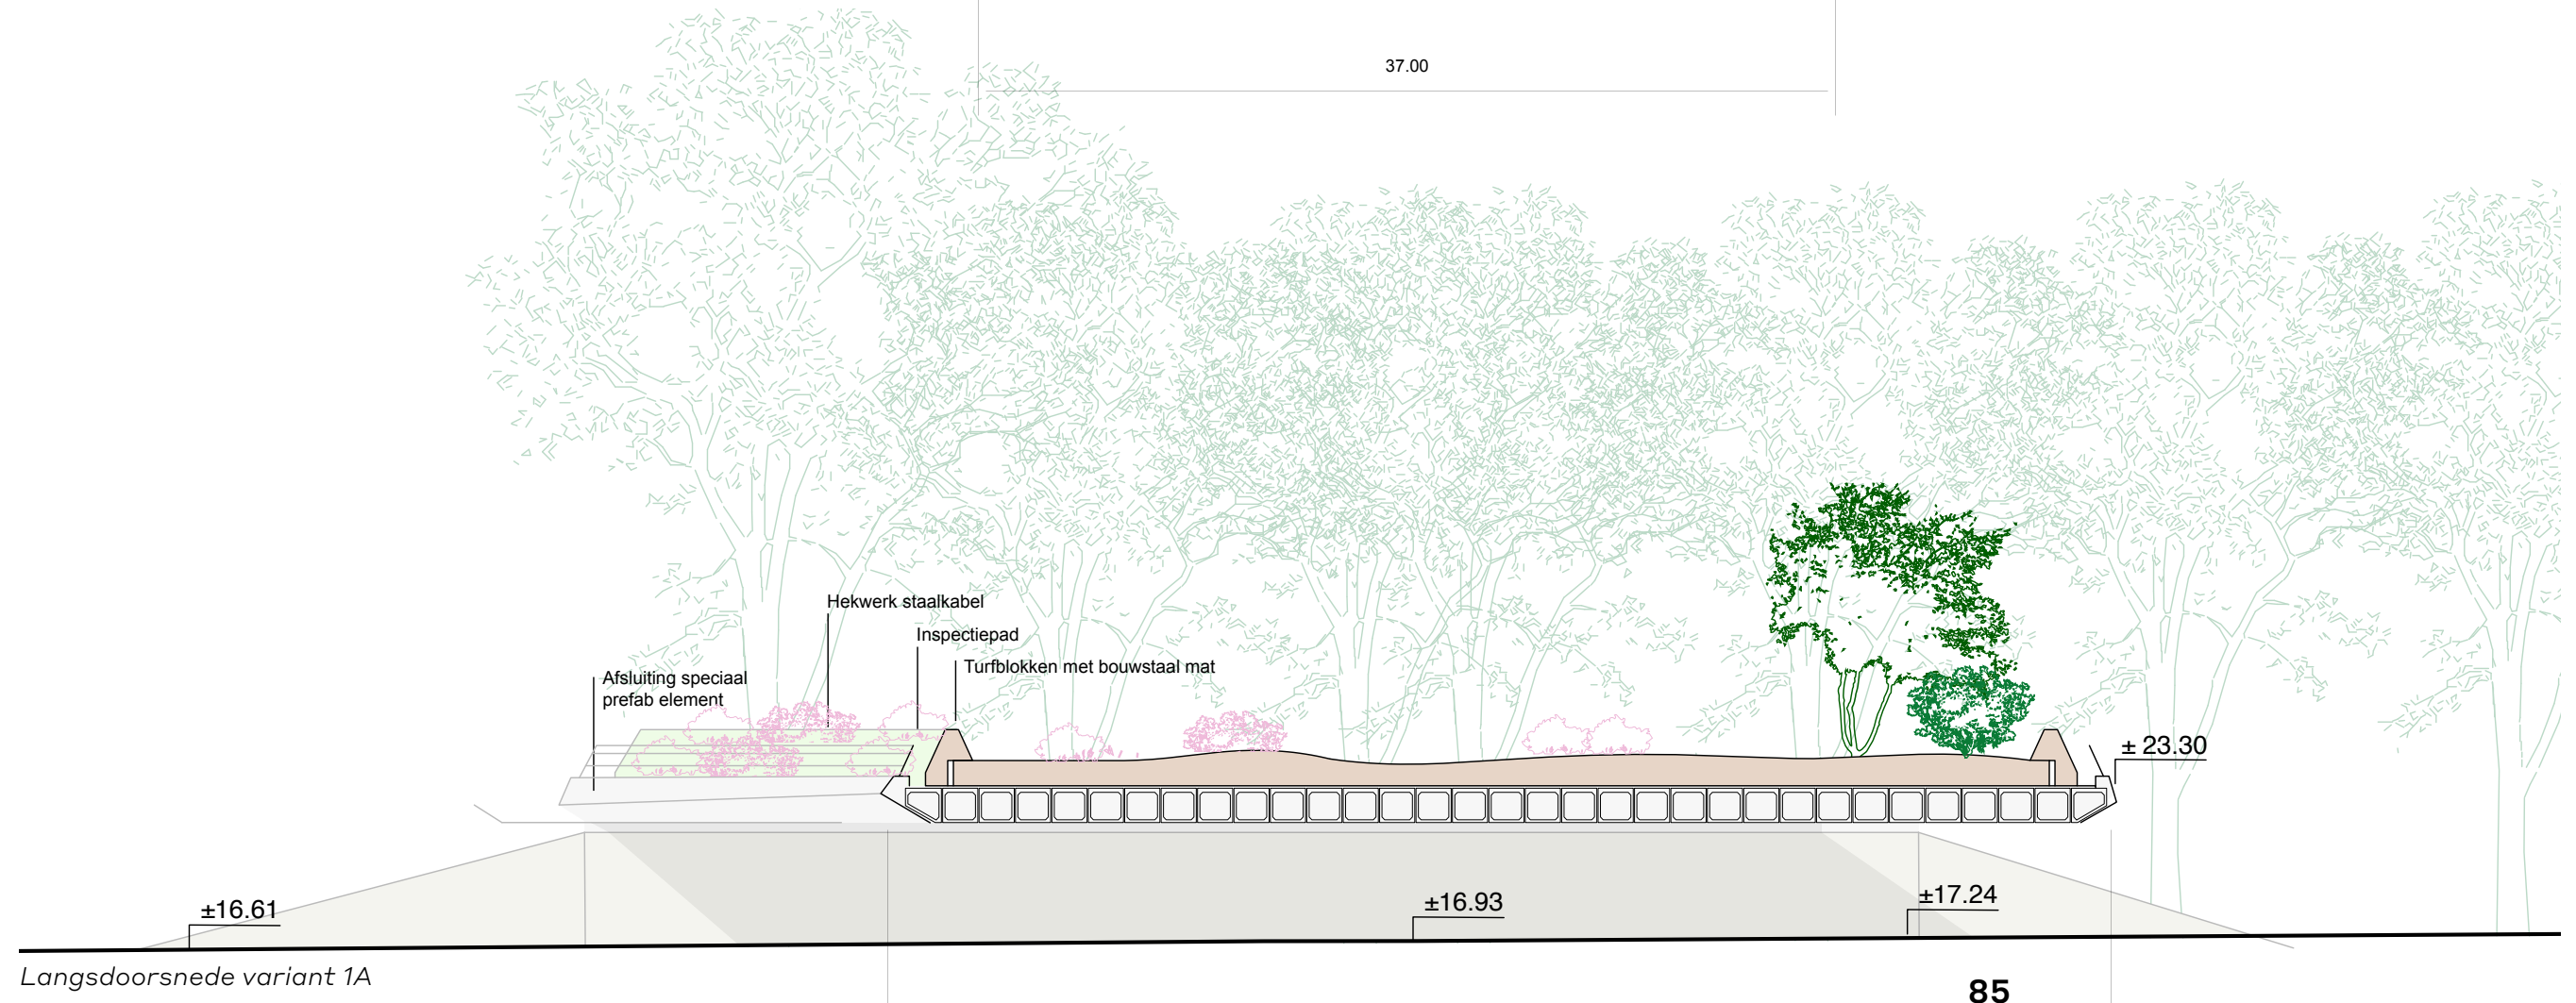 37.00
Hekwerk staalkabel
Inspectiepad
Turfblokken met bouwstaal mat
Afsluiting speciaal
prefab element
± 23.30
±16.61
±16.93
±17.24
Langsdoorsnede variant 1A
85